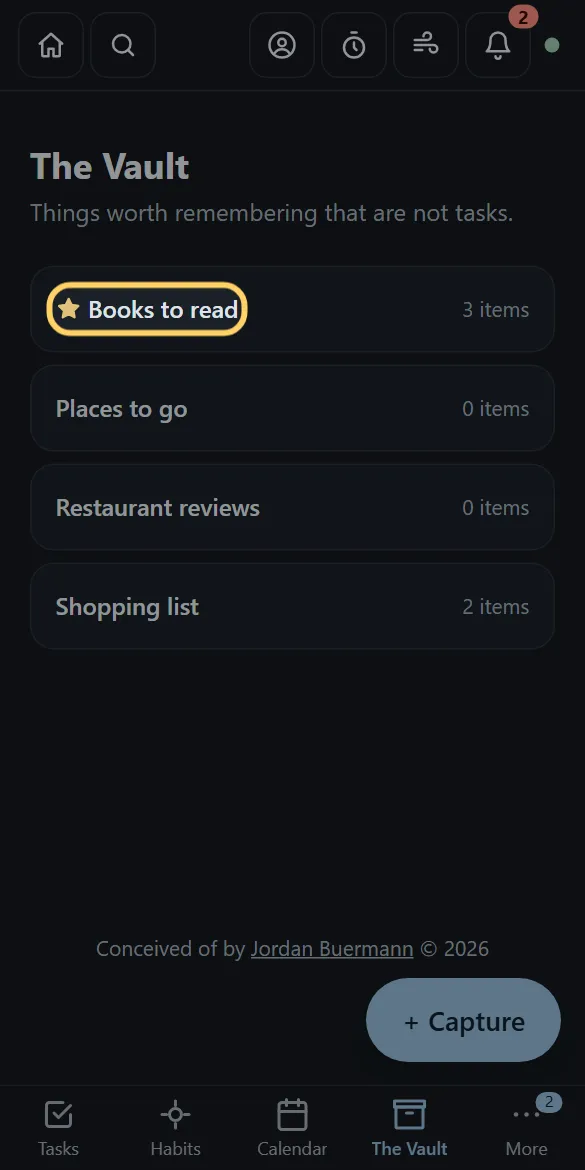 2
The Vault
Things worth remembering that are not tasks.
Books to read
3 items
Places to go
0 items
Restaurant reviews
0 items
Shopping list
2 items
Conceived of by Jordan Buermann © 2026
+ Capture
2
Tasks
Habits
Calendar
The Vault
More